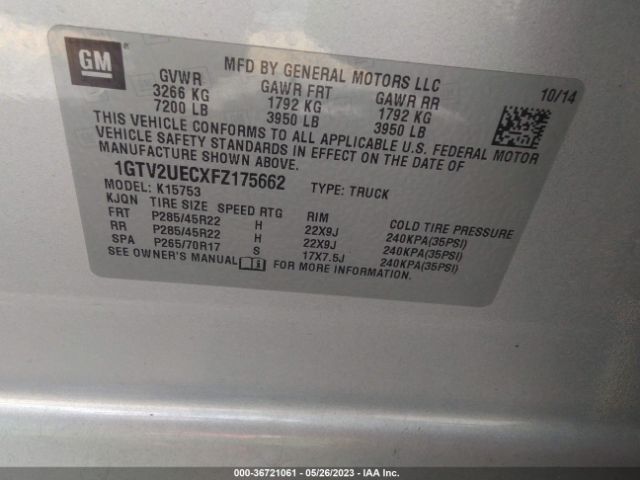 GM
MFD BY GENERAL MOTORS LLC
10/14
GVWR GAWR FRT GAWR RR
3266 KG 1792 KG 1792 KG
7200 LB 3950 LB 3950 LB
THIS VEHICLE CONFORMS TO ALL APPLICABLE U.S. FEDERAL MOTOR
VEHICLE SAFETY STANDARDS IN EFFECT ON THE DATE OF
MANUFACTURE SHOWN ABOVE.
1GTV2UECXFZ175662 TYPE: TRUCK
MODEL: K15753
KJQN TIRE SIZE SPEED RTG RIM COLD TIRE PRESSURE
FRT P285/45R22 H 22X9J 240KPA(35PSI)
RR P285/45R22 H 22X9J 240KPA(35PSI)
SPA P265/70R17 S 17X7.5J 240KPA(35PSI)
SEE OWNER'S MANUAL FOR MORE INFORMATION.
000-36721061 - 05/26/2023 - IAA Inc.